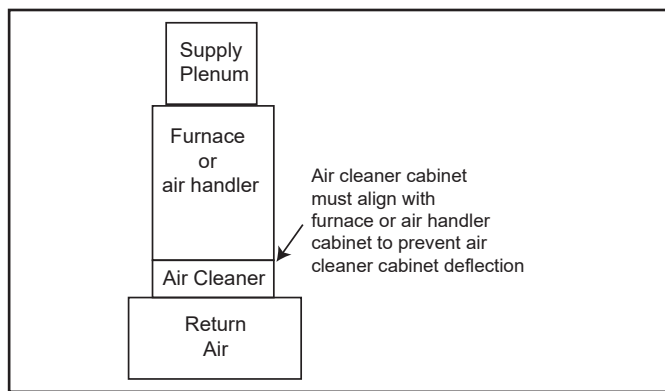 Supply
Plenum
Furnace
or
air handler
Air cleaner cabinet
must align with
furnace or air handler
cabinet to prevent air
cleaner cabinet deflection
Air Cleaner
Return
Air